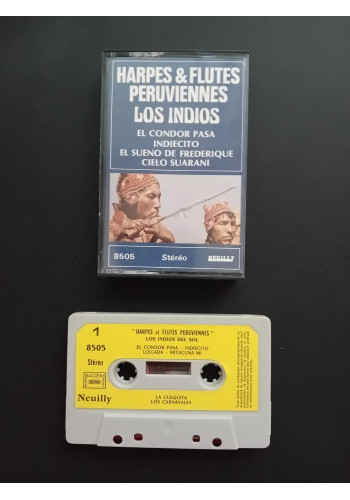 HARPES & FLUTES
PERUVIENNES
LOS INDIOS
EL CONDOR PASA
INDIECITO
EL SUENO DE FREDERIQUE
CIELO SUARANI
8505 Stéréo NEUILLY
1 "HARPES et FLUTES PERUVIENNES"
8505 LOS INDIOS DEL SOL
Stéréo EL CONDOR PASA - INDIECITO
LLEGADA - MITACUNA MI
SACEM
Neuilly LA CUEQUITA
LOS CARNAVALES